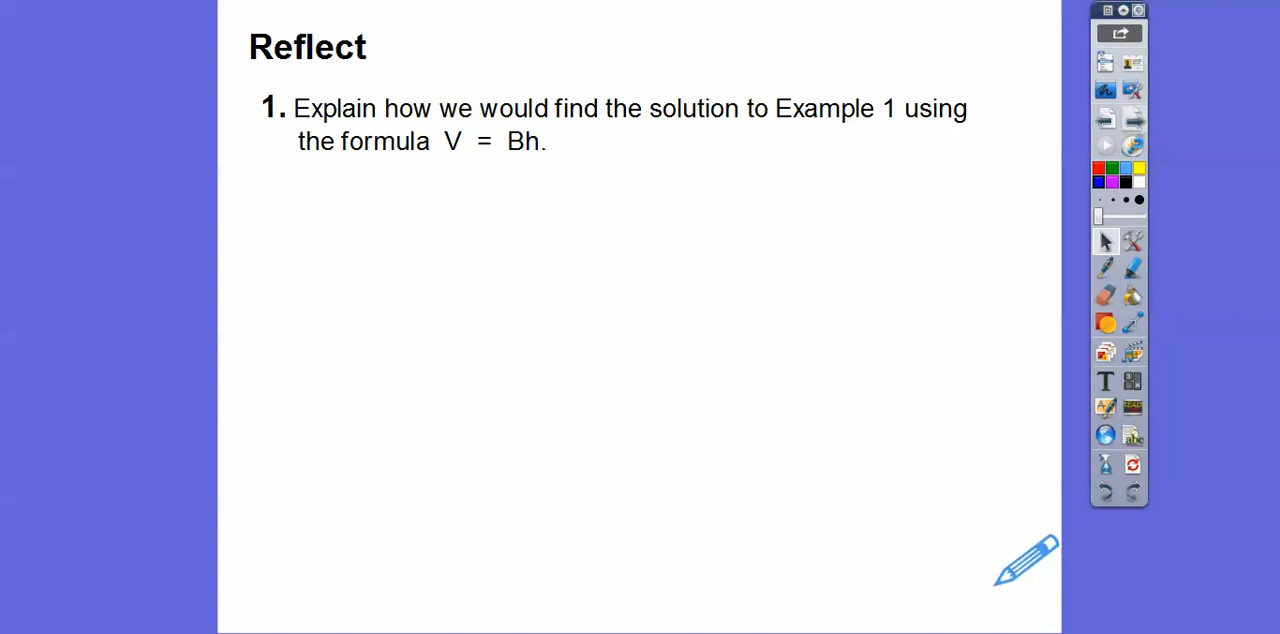 Reflect
1. Explain how we would find the solution to Example 1 using
the formula V = Bh.